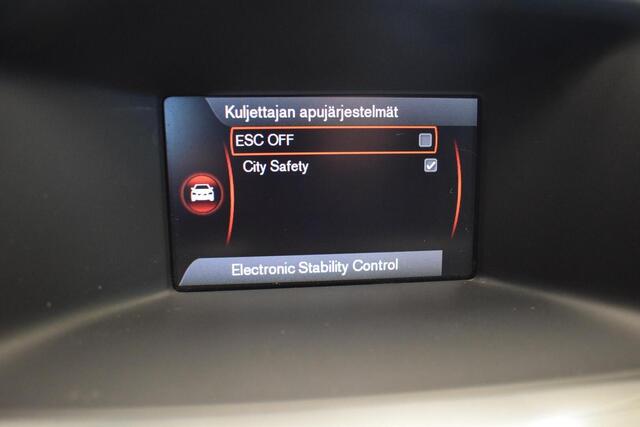 Kuljettajan apujärjestelmät
ESC OFF
City Safety
Electronic Stability Control